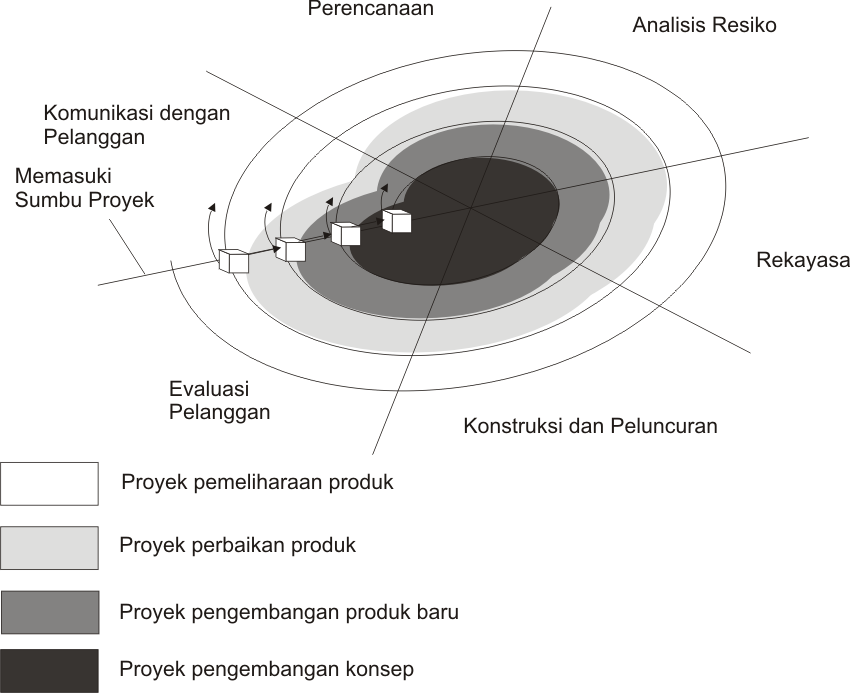 Perencanaan
Analisis Resiko
Komunikasi dengan
Pelanggan
Memasuki
Sumbu Proyek
Rekayasa
Evaluasi
Pelanggan
Konstruksi dan Peluncuran
Proyek pemeliharaan produk
Proyek perbaikan produk
Proyek pengembangan produk baru
Proyek pengembangan konsep